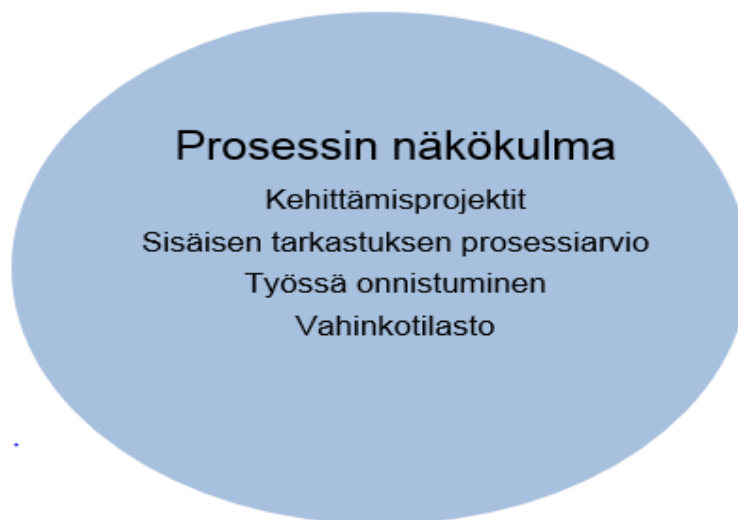 Prosessin näkökulma
Kehittämisprojektit
Sisäisen tarkastuksen prosessiarvio
Työssä onnistuminen
Vahinkotilasto